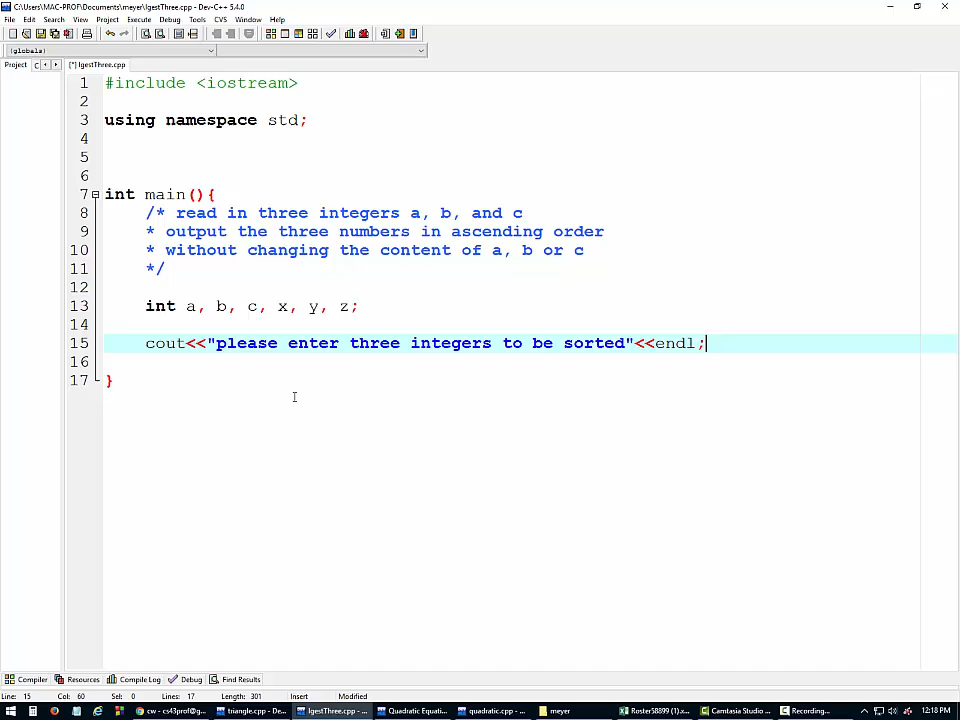 C:\Users\MAC-PROF\Documents\meyer\lgestThree.cpp - Dev-C++ 5.4.0
File Edit Search View Project Execute Debug Tools CVS Window Help
(globals)
Project C [*] lgestThree.cpp
1 #include <iostream>
2
3 using namespace std;
4
5
6
7 int main(){
8 /* read in three integers a, b, and c
9 * output the three numbers in ascending order
10 * without changing the content of a, b or c
11 */
12
13 int a, b, c, x, y, z;
14
15 cout<<"please enter three integers to be sorted"<<endl;
16
17 }
Compiler Resources Compile Log Debug Find Results
Line: 15 Col: 60 Sel: 0 Lines: 17 Length: 301 Insert Modified
cw - cs43prof@g... triangle.cpp - De... lgestThree.cpp - ... Quadratic Equati... quadratic.cpp - ... meyer Roster58899 (1).x... Camtasia Studio ... Recording... 12:18 PM